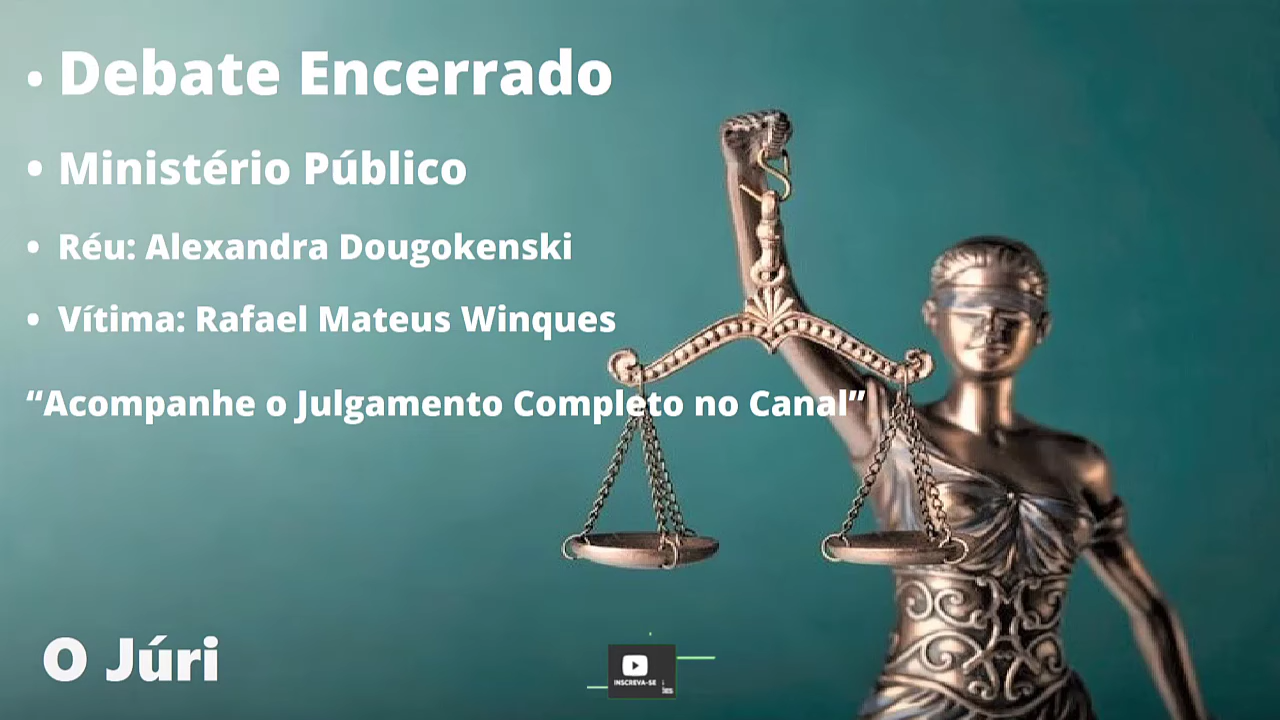 • Debate Encerrado
• Ministério Público
• Réu: Alexandra Dougokenski
• Vítima: Rafael Mateus Winques
“Acompanhe o Julgamento Completo no Canal”
O Júri
INSCREVA-SE